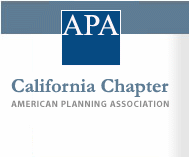 APA
California Chapter
AMERICAN PLANNING ASSOCIATION